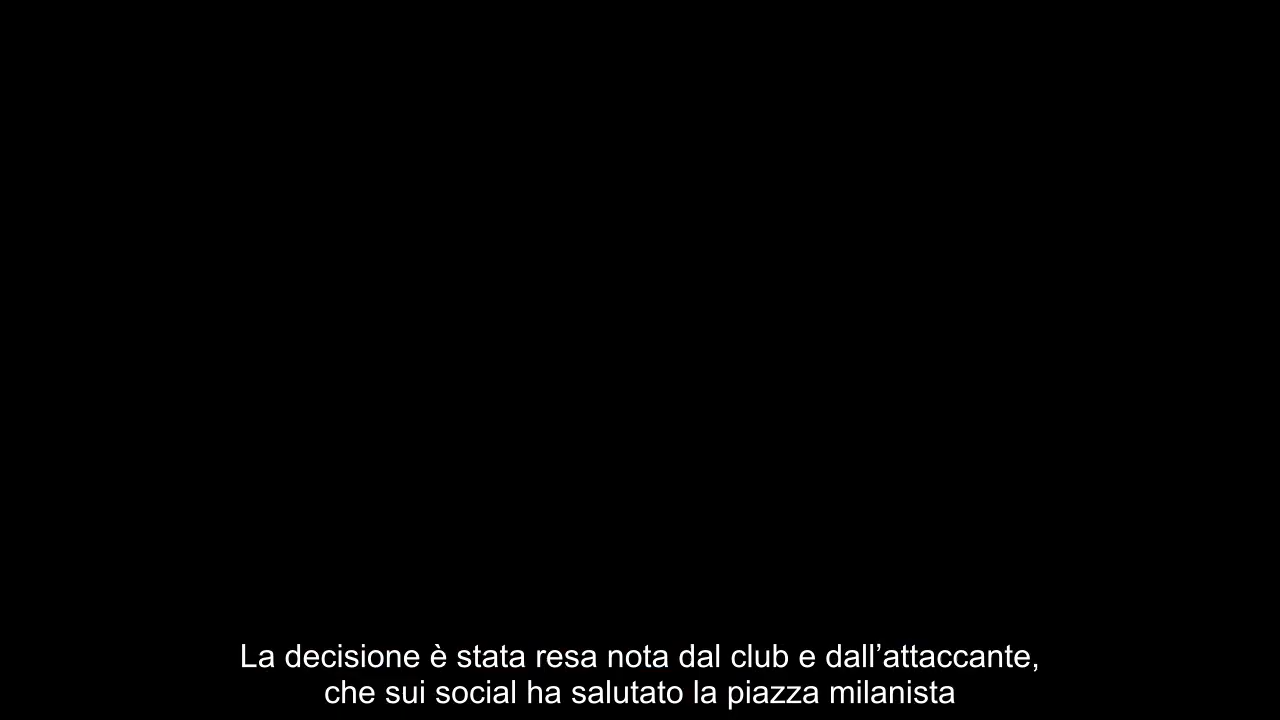 La decisione è stata resa nota dal club e dall’attaccante,
che sui social ha salutato la piazza milanista